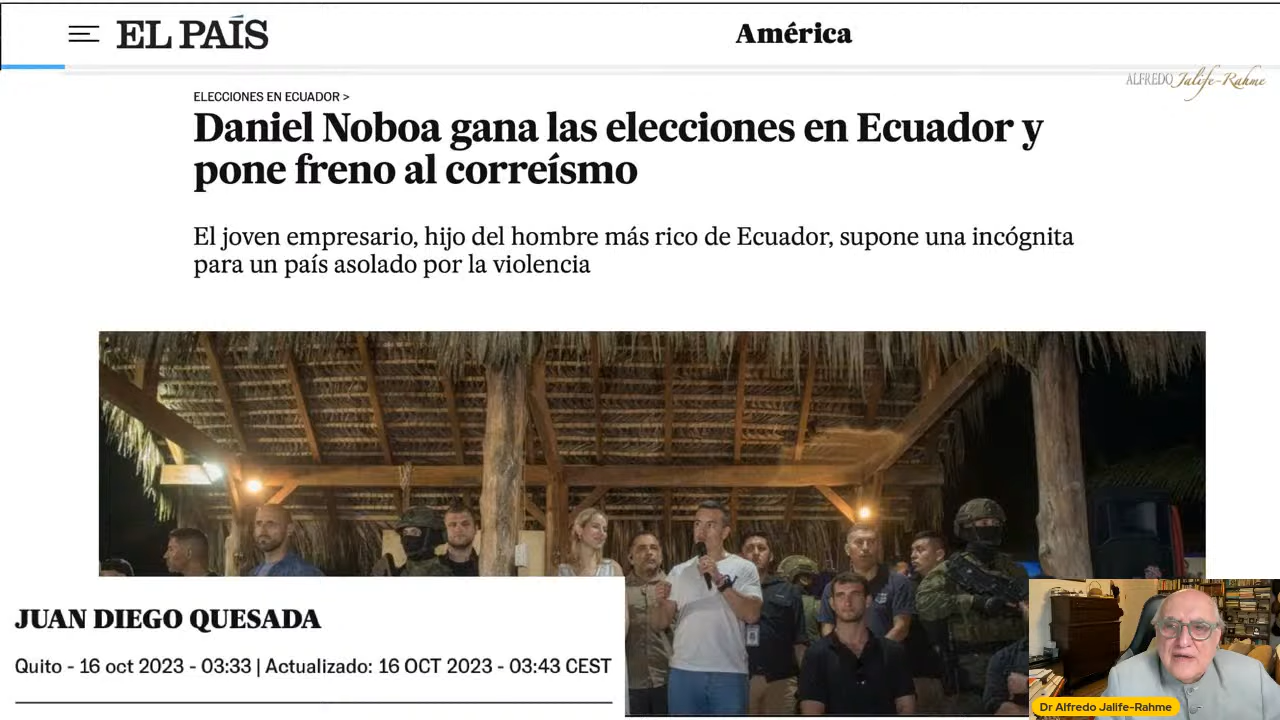 EL PAÍS
América
ALFREDO Jalife-Rahme
ELECCIONES EN ECUADOR >
Daniel Noboa gana las elecciones en Ecuador y
pone freno al correísmo
El joven empresario, hijo del hombre más rico de Ecuador, supone una incógnita
para un país asolado por la violencia
JUAN DIEGO QUESADA
Quito - 16 oct 2023 - 03:33 | Actualizado: 16 OCT 2023 - 03:43 CEST
Dr Alfredo Jalife-Rahme